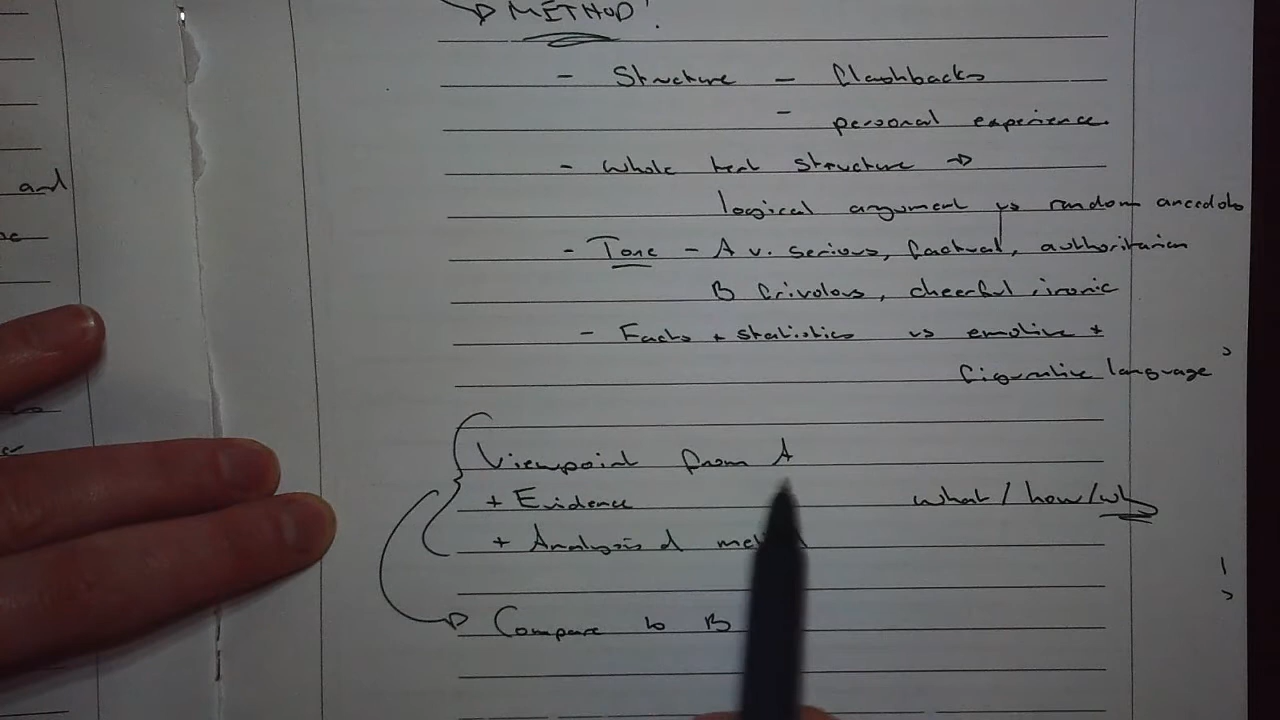 → METHOD!
- Structure - flashbacks
- personal experience.
- Whole text structure →
logical argument vs random anecdote
- Tone - A v. serious, factual, authoritarian
B frivolous, cheerful, ironic
- Facts + statistics vs emotive +
figurative language
and
Viewpoint from A
+ Evidence what / how /
+ Analysis of
→ Compare to B